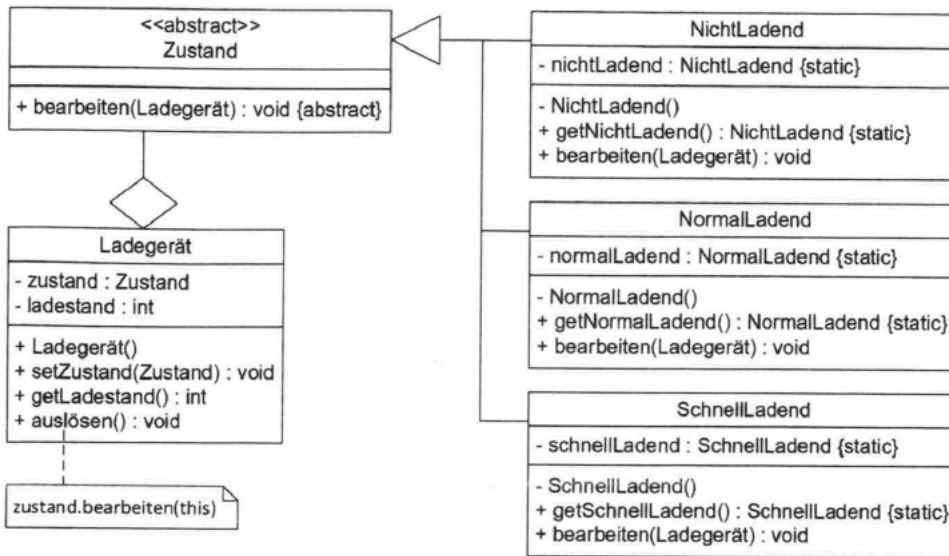 <<abstract>>
Zustand
+ bearbeiten(Ladegerät) : void {abstract}
Ladegerät
- zustand : Zustand
- ladestand : int
+ Ladegerät()
+ setZustand(Zustand) : void
+ getLadestand() : int
+ auslösen() : void
zustand.bearbeiten(this)
NichtLadend
- nichtLadend : NichtLadend {static}
- NichtLadend()
+ getNichtLadend() : NichtLadend {static}
+ bearbeiten(Ladegerät) : void
NormalLadend
- normalLadend : NormalLadend {static}
- NormalLadend()
+ getNormalLadend() : NormalLadend {static}
+ bearbeiten(Ladegerät) : void
SchnellLadend
- schnellLadend : SchnellLadend {static}
- SchnellLadend()
+ getSchnellLadend() : SchnellLadend {static}
+ bearbeiten(Ladegerät) : void